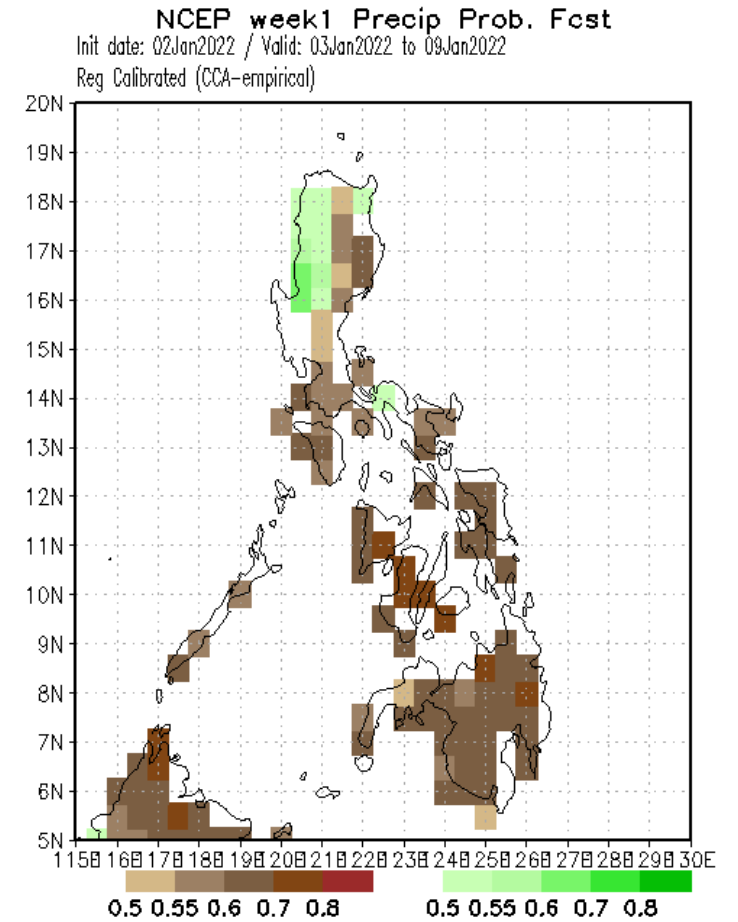 NCEP week1 Precip Prob. Fcst
Init date: 02Jan2022 / Valid: 03Jan2022 to 09Jan2022
Reg Calibrated (CCA-empirical)
20N
19N
18N
17N
16N
15N
14N
13N
12N
11N
10N
9N
8N
7N
6N
5N
115E 116E 117E 118E 119E 120E 121E 122E 123E 124E 125E 126E 127E 128E 129E 130E
0.5 0.55 0.6 0.7 0.8 0.5 0.55 0.6 0.7 0.8